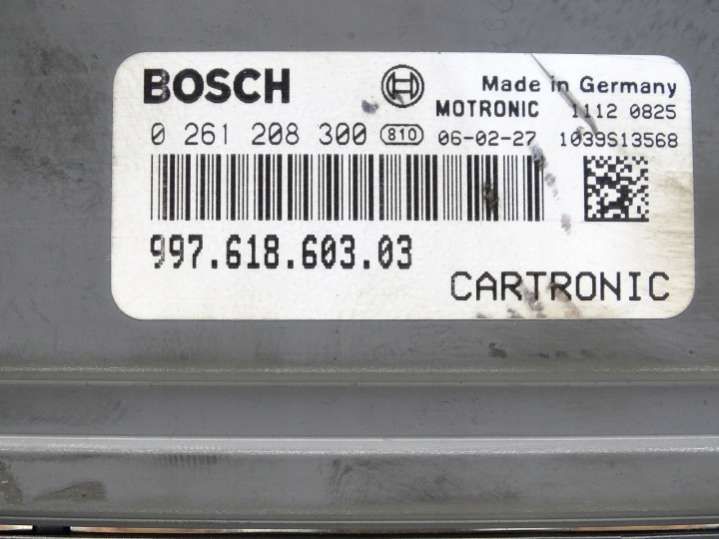 BOSCH Made in Germany
MOTRONIC 1112 0825
0 261 208 300 810 06-02-27 1039S13568
997.618.603.03
CARTRONIC